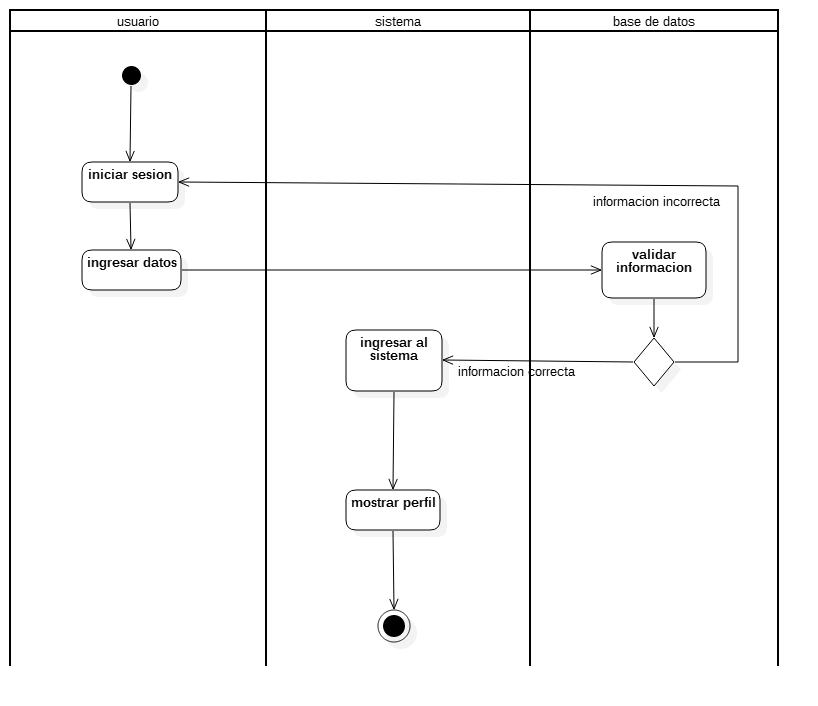 usuario
sistema
base de datos
iniciar sesion
informacion incorrecta
ingresar datos
validar
informacion
ingresar al
sistema
informacion correcta
mostrar perfil